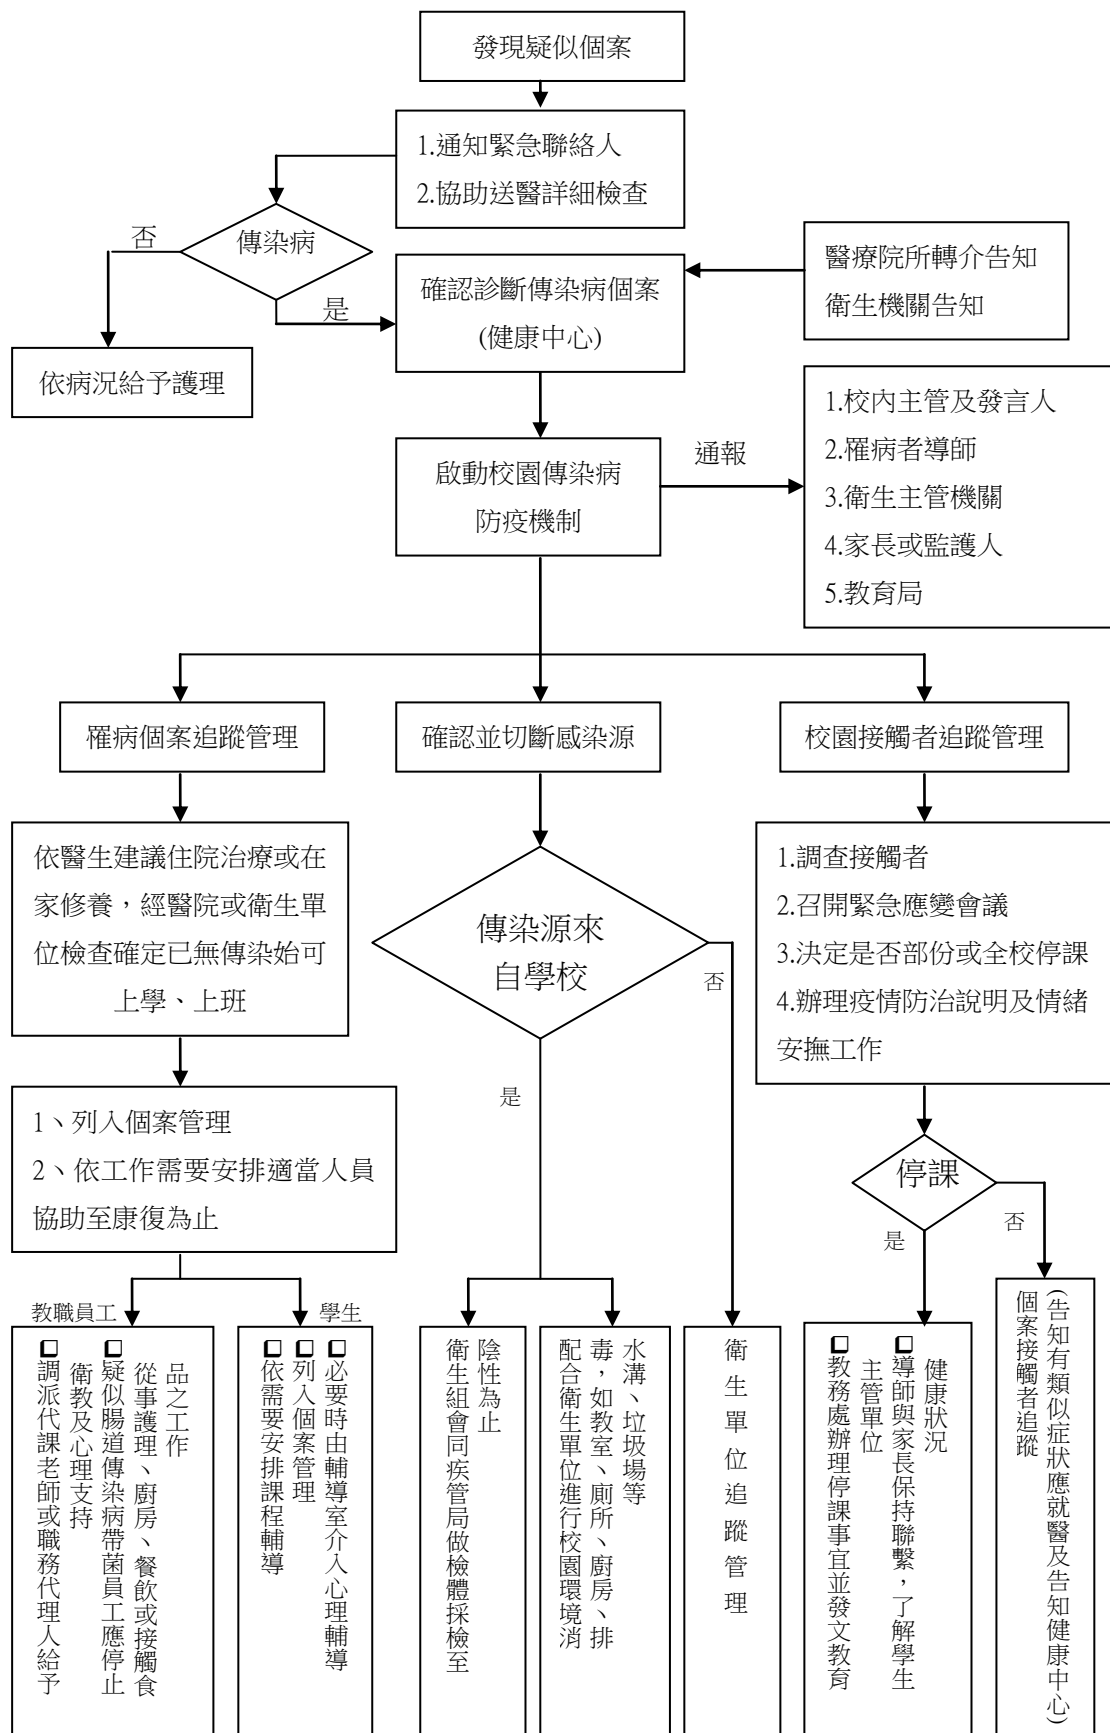 發現疑似個案
1.通知緊急聯絡人
2.協助送醫詳細檢查
傳染病
否
是
依病況給予護理
確認診斷傳染病個案
(健康中心)
醫療院所轉介告知
衛生機關告知
啟動校園傳染病
防疫機制
通報
1.校內主管及發言人
2.罹病者導師
3.衛生主管機關
4.家長或監護人
5.教育局
罹病個案追蹤管理
確認並切斷感染源
校園接觸者追蹤管理
依醫生建議住院治療或在
家修養，經醫院或衛生單
位檢查確定已無傳染始可
上學、上班
傳染源來
自學校
否
是
1.調查接觸者
2.召開緊急應變會議
3.決定是否部份或全校停課
4.辦理疫情防治說明及情緒
安撫工作
1、列入個案管理
2、依工作需要安排適當人員
協助至康復為止
停課
否
是
教職員工
學生
❑調派代課老師或職務代理人給予
衛教及心理支持
❑疑似腸道傳染病帶菌員工應停止
從事護理、廚房、餐飲或接觸食
品之工作
❑依需要安排課程輔導
❑列入個案管理
❑必要時由輔導室介入心理輔導
衛生組會同疾管局做檢體採檢至
陰性為止
配合衛生單位進行校園環境消
毒，如教室、廁所、廚房、排
水溝、垃圾場等
衛生單位追蹤管理
❑教務處辦理停課事宜並發文教育
主管單位
❑導師與家長保持聯繫，了解學生
健康狀況
個案接觸者追蹤
(告知有類似症狀應就醫及告知健康中心)